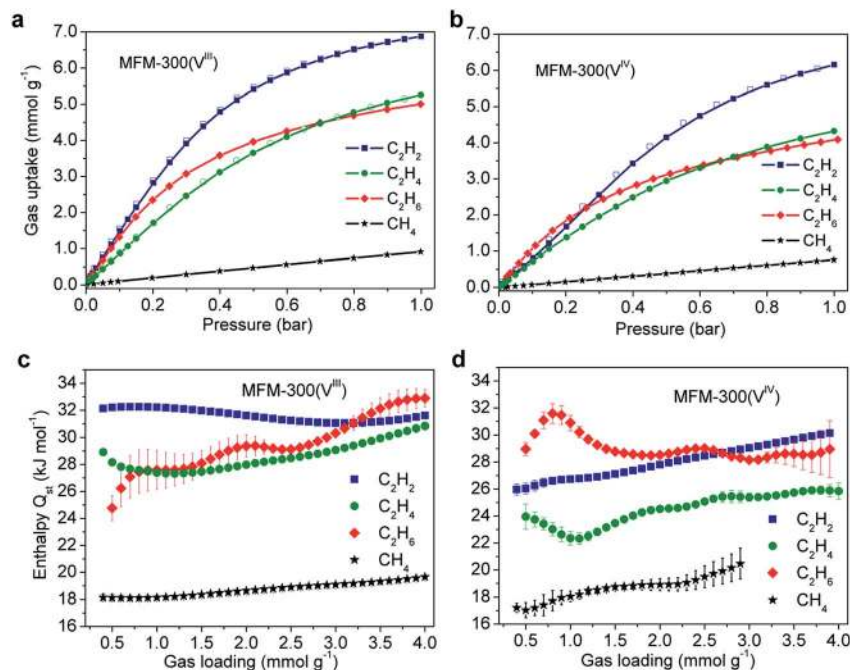 a
MFM-300(V^III)
Gas uptake (mmol g⁻¹)
7.0
6.0
5.0
4.0
3.0
2.0
1.0
0.0
C₂H₂
C₂H₄
C₂H₆
CH₄
0.0 0.2 0.4 0.6 0.8 1.0
Pressure (bar)
b
MFM-300(V^IV)
7.0
6.0
5.0
4.0
3.0
2.0
1.0
0.0
C₂H₂
C₂H₄
C₂H₆
CH₄
0.0 0.2 0.4 0.6 0.8 1.0
Pressure (bar)
c
MFM-300(V^III)
Enthalpy Qₛₜ (kJ mol⁻¹)
34
32
30
28
26
24
22
20
18
16
C₂H₂
C₂H₄
C₂H₆
CH₄
0.5 1.0 1.5 2.0 2.5 3.0 3.5 4.0
Gas loading (mmol g⁻¹)
d
MFM-300(V^IV)
34
32
30
28
26
24
22
20
18
16
C₂H₂
C₂H₄
C₂H₆
CH₄
0.0 0.5 1.0 1.5 2.0 2.5 3.0 3.5 4.0
Gas loading (mmol g⁻¹)